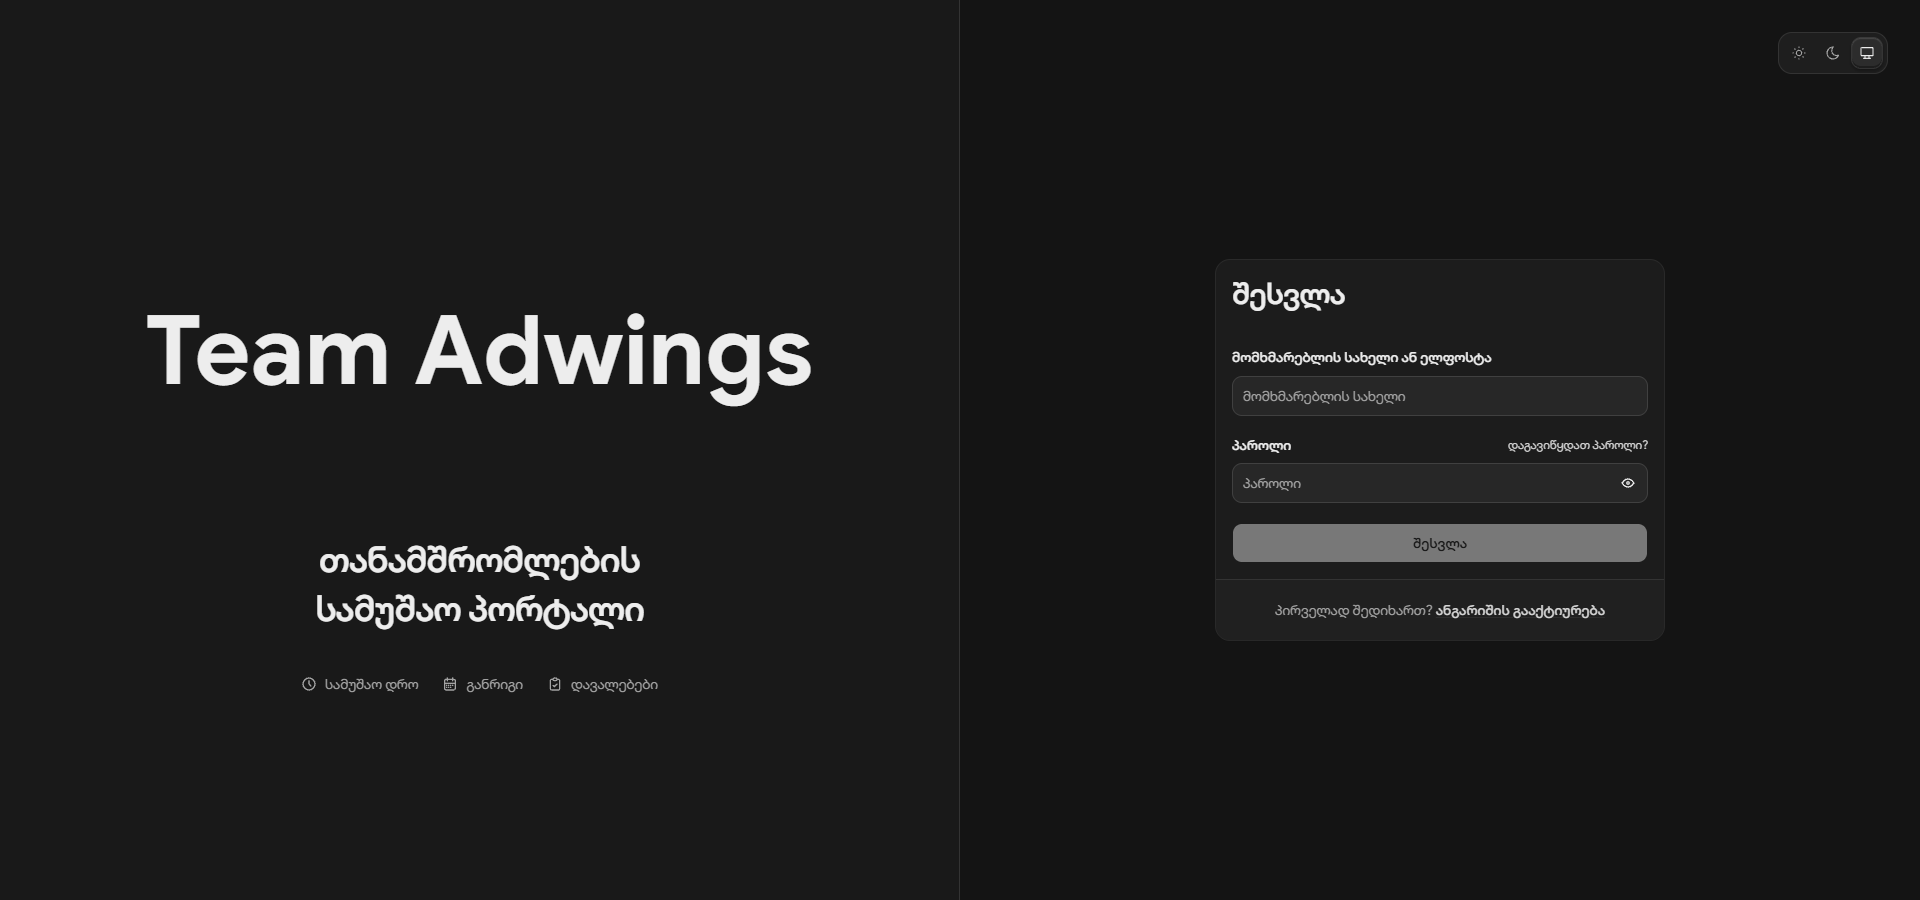 Team Adwings
თანამშრომლების
სამუშაო პორტალი
სამუშაო დრო
განრიგი
დავალებები
შესვლა
მომხმარებლის სახელი ან ელფოსტა
მომხმარებლის სახელი
პაროლი
დაგავიწყდათ პაროლი?
პაროლი
შესვლა
პირველად შედიხართ? ანგარიშის გააქტიურება